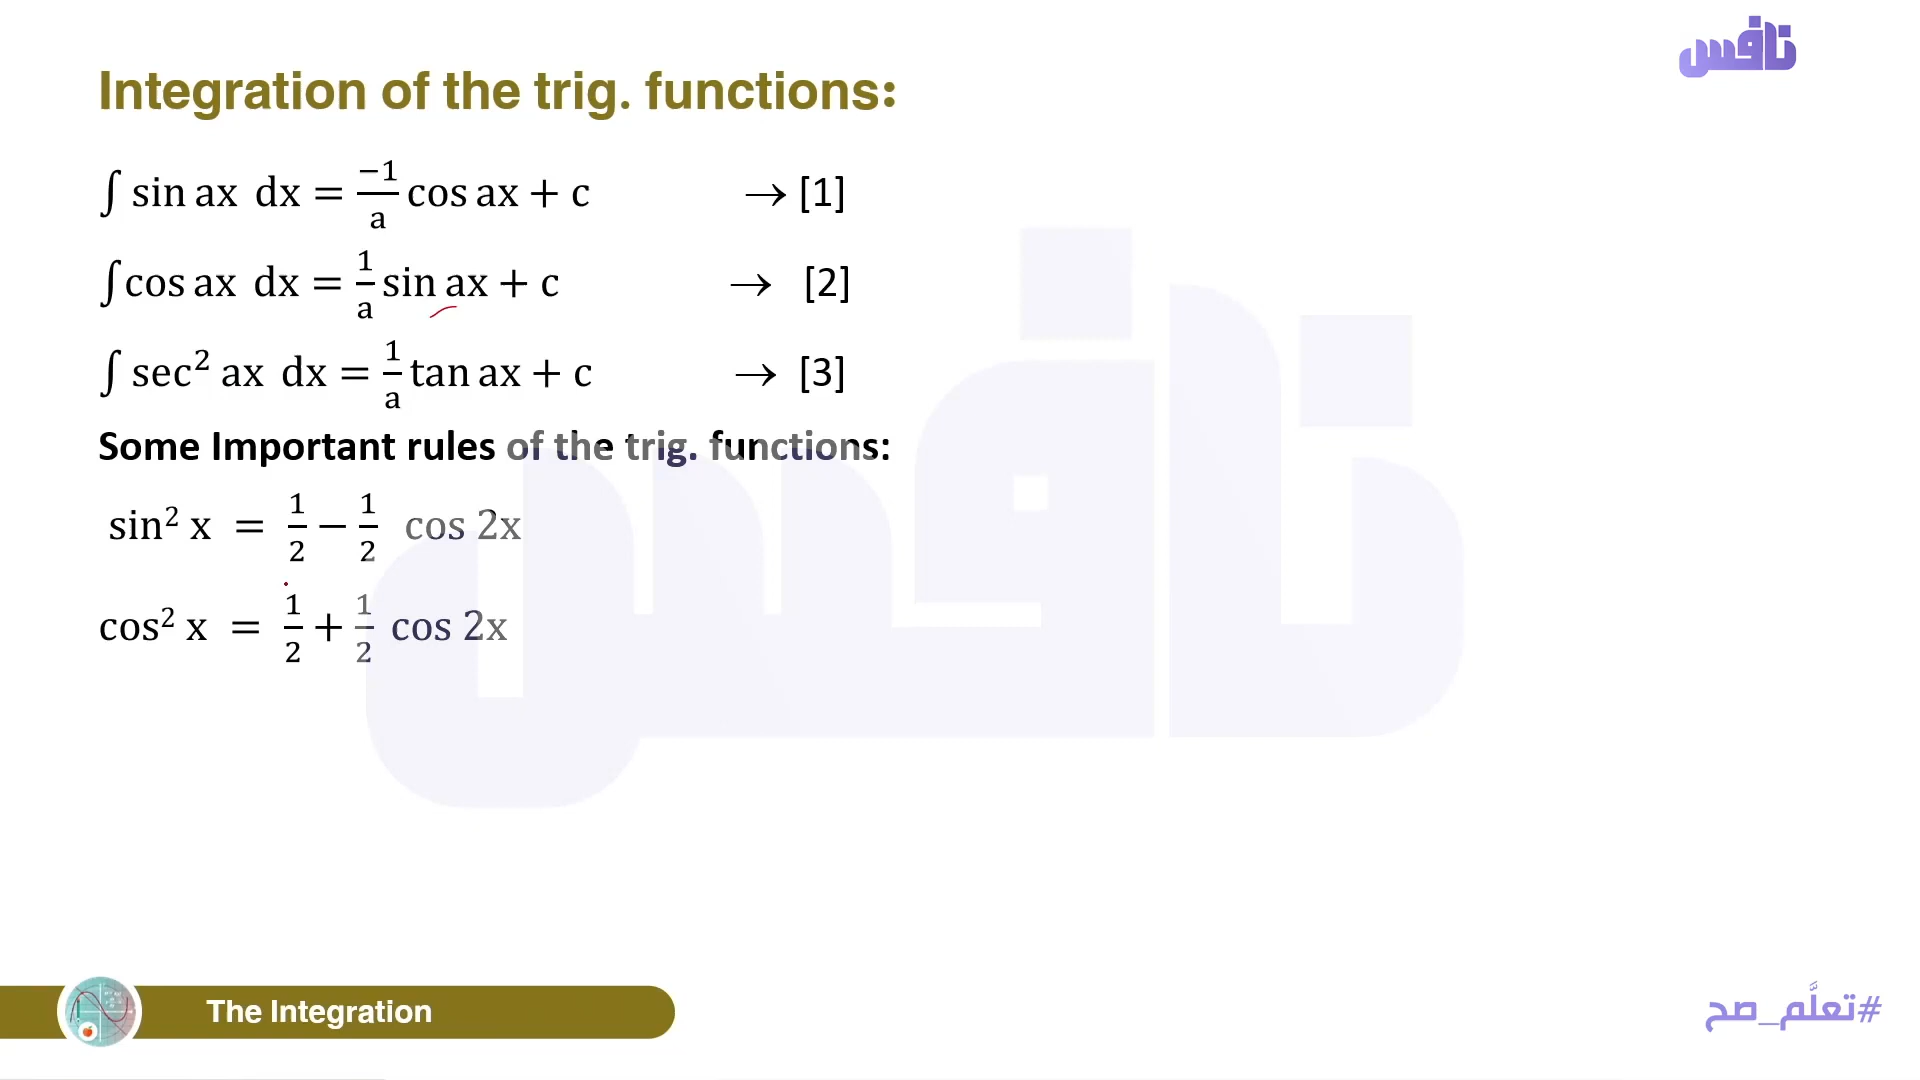 نافس
Integration of the trig. functions:
∫ sin ax dx = −1/a cos ax + c → [1]
∫ cos ax dx = 1/a sin ax + c → [2]
∫ sec² ax dx = 1/a tan ax + c → [3]
Some Important rules of the trig. functions:
sin² x = 1/2 − 1/2 cos 2x
cos² x = 1/2 + 1/2 cos 2x
نافس
The Integration
#تعلَّم_صح